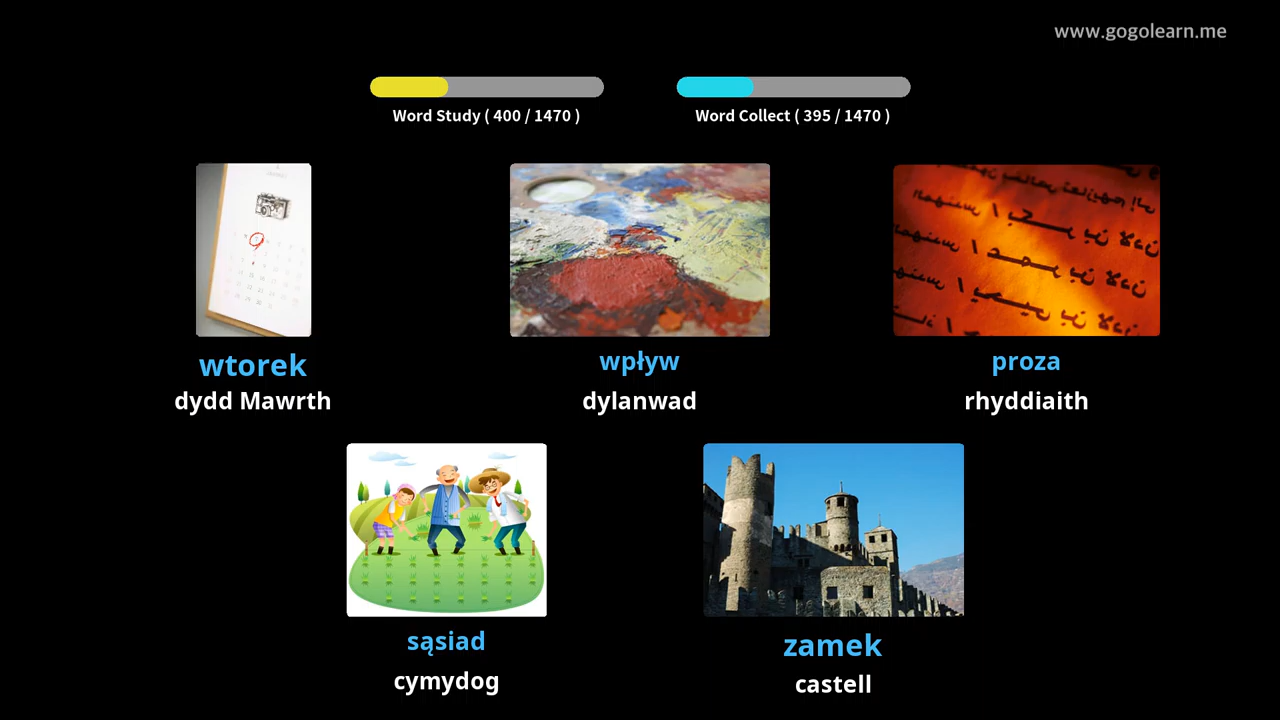 www.gogolearn.me
Word Study ( 400 / 1470 )
Word Collect ( 395 / 1470 )
wtorek
dydd Mawrth
wpływ
dylanwad
proza
rhyddiaith
sąsiad
cymydog
zamek
castell